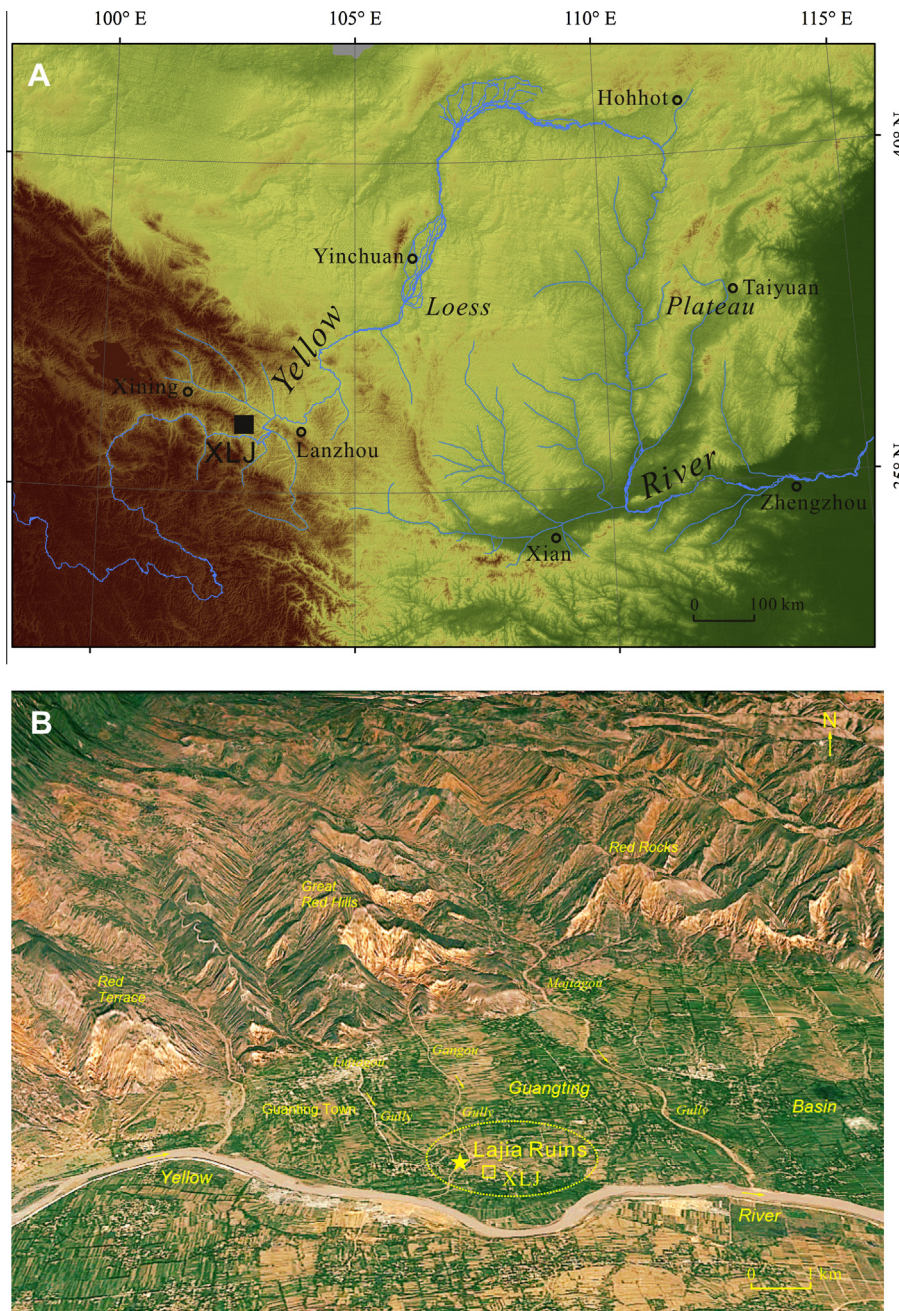 100° E 105° E 110° E 115° E
A
Hohhot
40° N
Yinchuan
Loess
Plateau
Taiyuan
Yellow
Xining
XLJ
Lanzhou
River
35° N
Zhengzhou
Xian
0 100 km
B
N
Red Rocks
Great
Red Hills
Red
Terrace
Majiagou
Gangou
Guangting
Guanting Town
Gully
Gully
Gully
Basin
Lajia Ruins
XLJ
Yellow
River
0 1 km